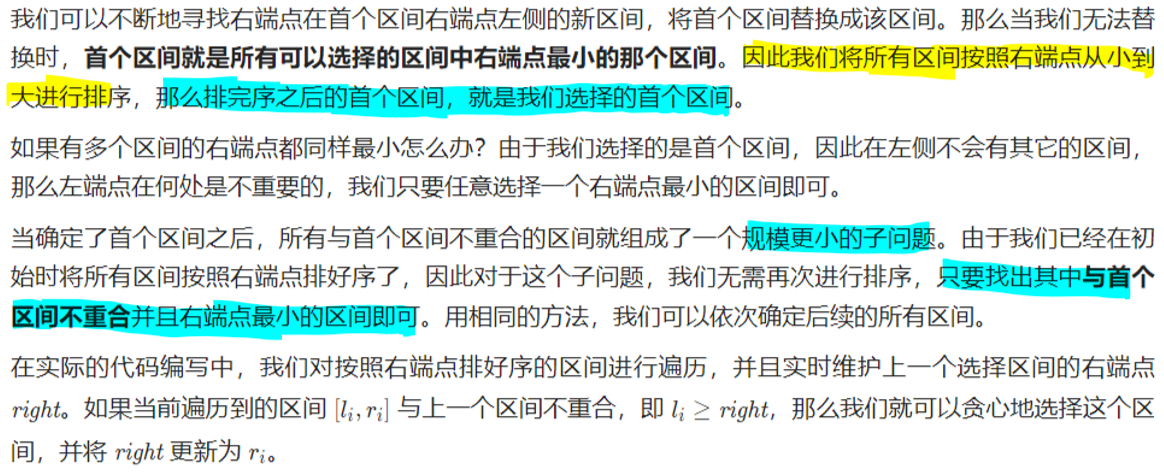 我们可以不断地寻找右端点在首个区间右端点左侧的新区间，将首个区间替换成该区间。那么当我们无法替
换时，首个区间就是所有可以选择的区间中右端点最小的那个区间。因此我们将所有区间按照右端点从小到
大进行排序，那么排完序之后的首个区间，就是我们选择的首个区间。
如果有多个区间的右端点都同样最小怎么办？由于我们选择的是首个区间，因此在左侧不会有其它的区间，
那么左端点在何处是不重要的，我们只要任意选择一个右端点最小的区间即可。
当确定了首个区间之后，所有与首个区间不重合的区间就组成了一个规模更小的子问题。由于我们已经在初
始时将所有区间按照右端点排好序了，因此对于这个子问题，我们无需再次进行排序，只要找出其中与首个
区间不重合并且右端点最小的区间即可。用相同的方法，我们可以依次确定后续的所有区间。
在实际的代码编写中，我们对按照右端点排好序的区间进行遍历，并且实时维护上一个选择区间的右端点
right。如果当前遍历到的区间 [l_i, r_i] 与上一个区间不重合，即 l_i ≥ right，那么我们就可以贪心地选择这个区
间，并将 right 更新为 r_i。